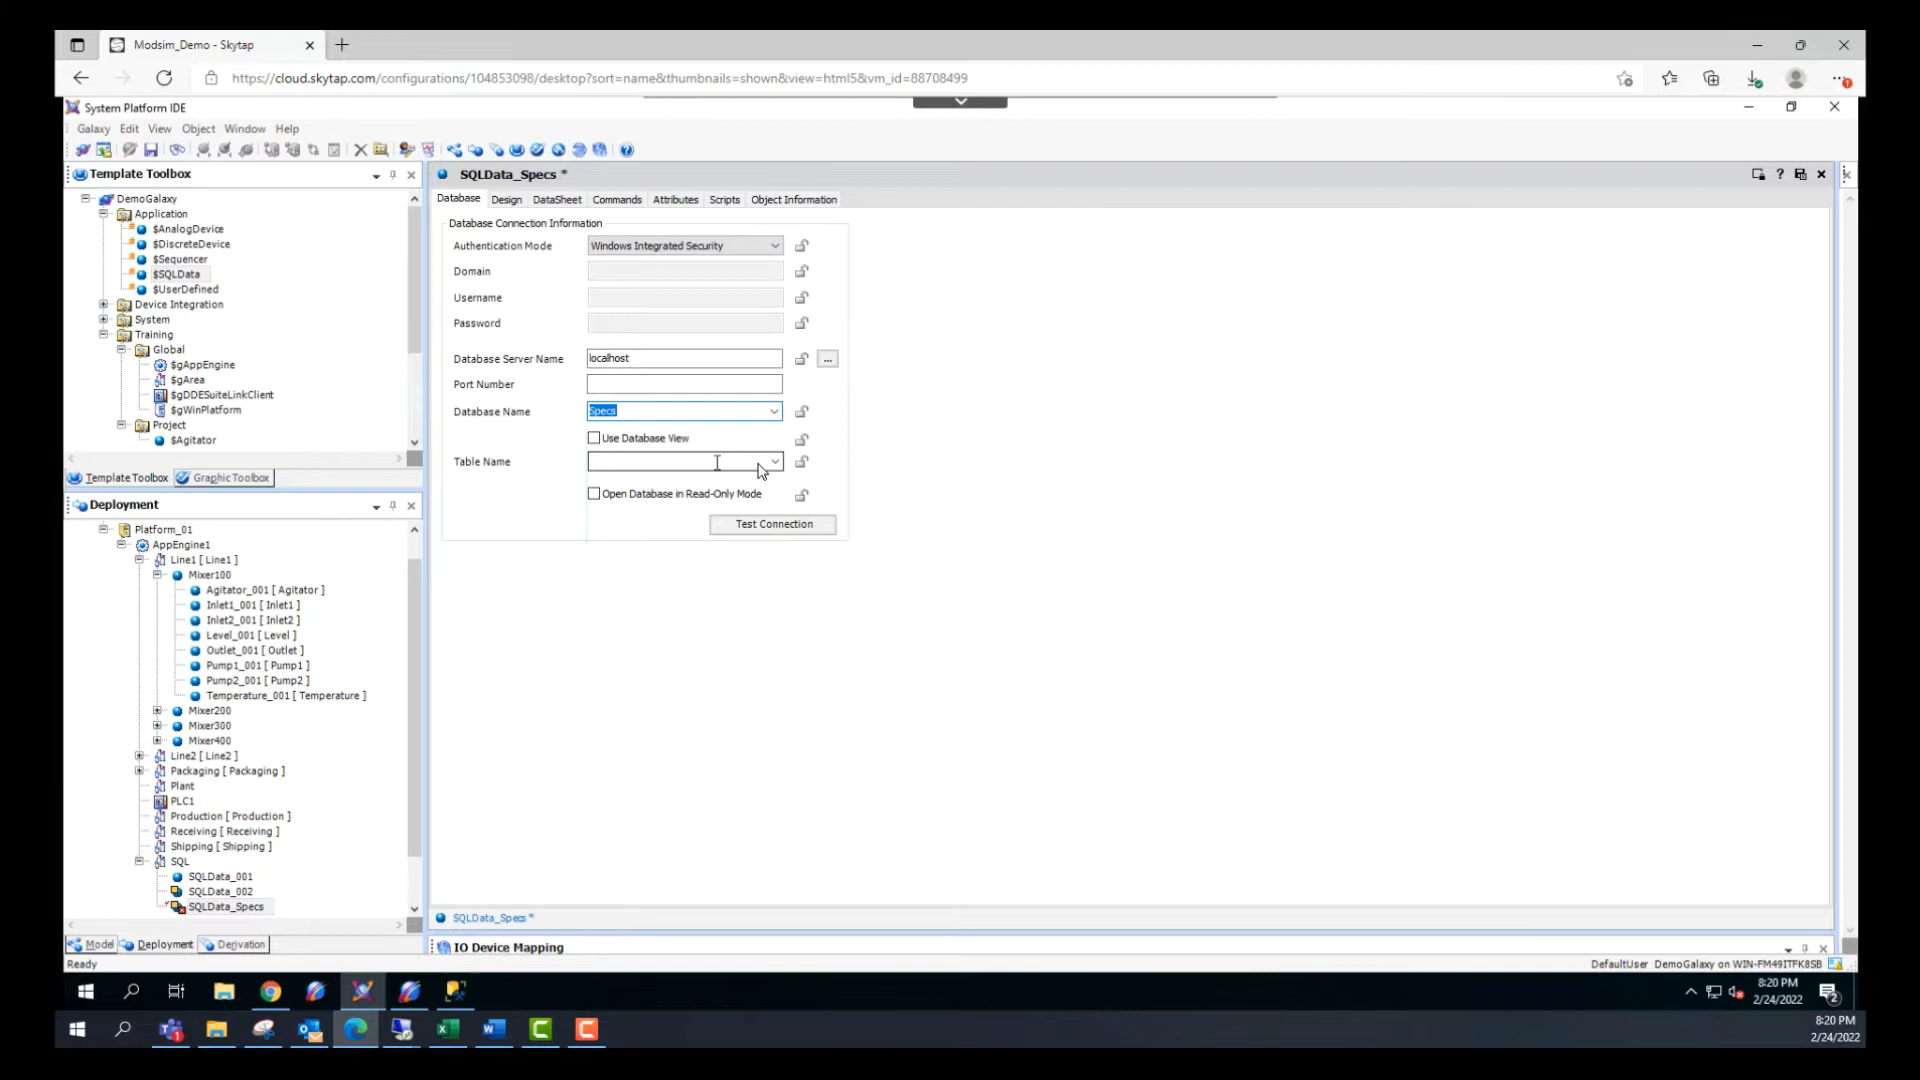 Modsim_Demo - Skytap
https://cloud.skytap.com/configurations/104853098/desktop?sort=name&thumbnails=shown&view=html5&vm_id=88708499
System Platform IDE
Galaxy Edit View Object Window Help
Template Toolbox
DemoGalaxy
Application
$AnalogDevice
$DiscreteDevice
$Sequencer
$SQLData
$UserDefined
Device Integration
System
Training
Global
$gAppEngine
$gArea
$gDDESuiteLinkClient
$gWinPlatform
Project
$Agitator
Template Toolbox Graphic Toolbox
Deployment
Platform_01
AppEngine1
Line1 [ Line1 ]
Mixer100
Agitator_001 [ Agitator ]
Inlet1_001 [ Inlet1 ]
Inlet2_001 [ Inlet2 ]
Level_001 [ Level ]
Outlet_001 [ Outlet ]
Pump1_001 [ Pump1 ]
Pump2_001 [ Pump2 ]
Temperature_001 [ Temperature ]
Mixer200
Mixer300
Mixer400
Line2 [ Line2 ]
Packaging [ Packaging ]
Plant
PLC1
Production [ Production ]
Receiving [ Receiving ]
Shipping [ Shipping ]
SQL
SQLData_001
SQLData_002
SQLData_Specs
Model Deployment Derivation
SQLData_Specs *
Database Design DataSheet Commands Attributes Scripts Object Information
Database Connection Information
Authentication Mode Windows Integrated Security
Domain
Username
Password
Database Server Name localhost ...
Port Number
Database Name Specs
Use Database View
Table Name
Open Database in Read-Only Mode
Test Connection
SQLData_Specs *
IO Device Mapping
Ready
DefaultUser DemoGalaxy on WIN-FM49ITFK8SB
8:20 PM
2/24/2022
2
8:20 PM
2/24/2022